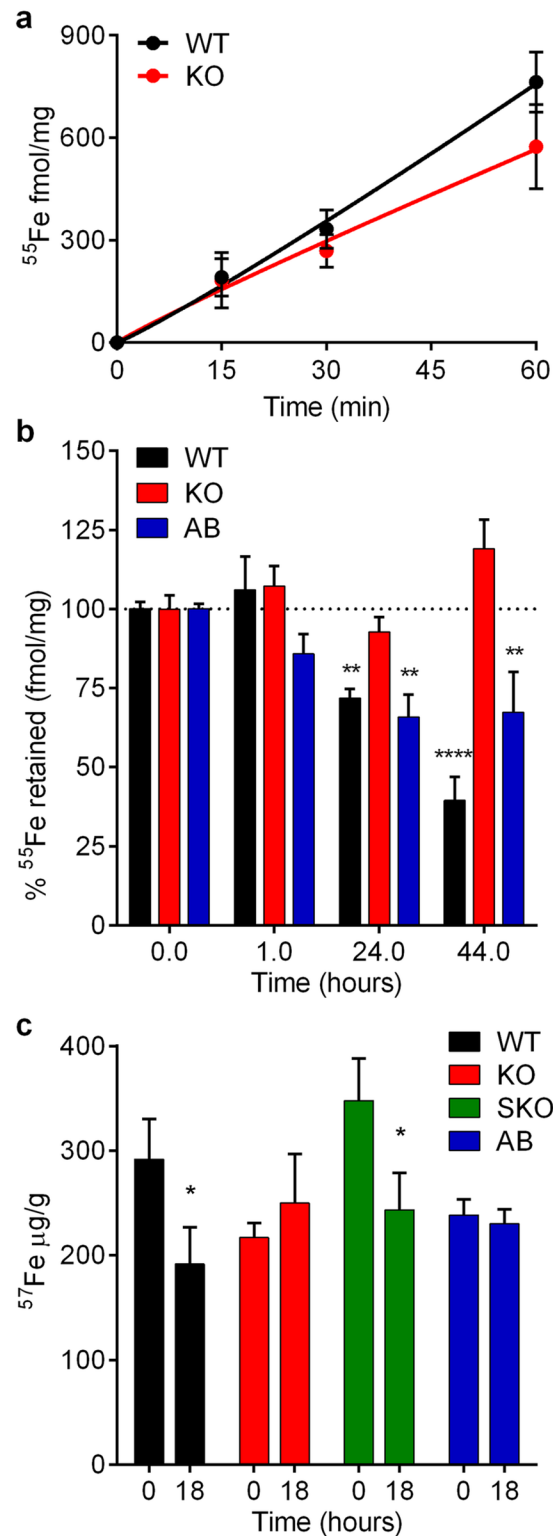 a
900
600
300
0
⁵⁵Fe fmol/mg
WT
KO
0 15 30 45 60
Time (min)
b
150
125
100
75
50
25
0
% ⁵⁵Fe retained (fmol/mg)
WT
KO
AB
** ** **** **
0.0 1.0 24.0 44.0
Time (hours)
c
400
300
200
100
0
⁵⁷Fe µg/g
WT
KO
SKO
AB
* *
0 18 0 18 0 18 0 18
Time (hours)